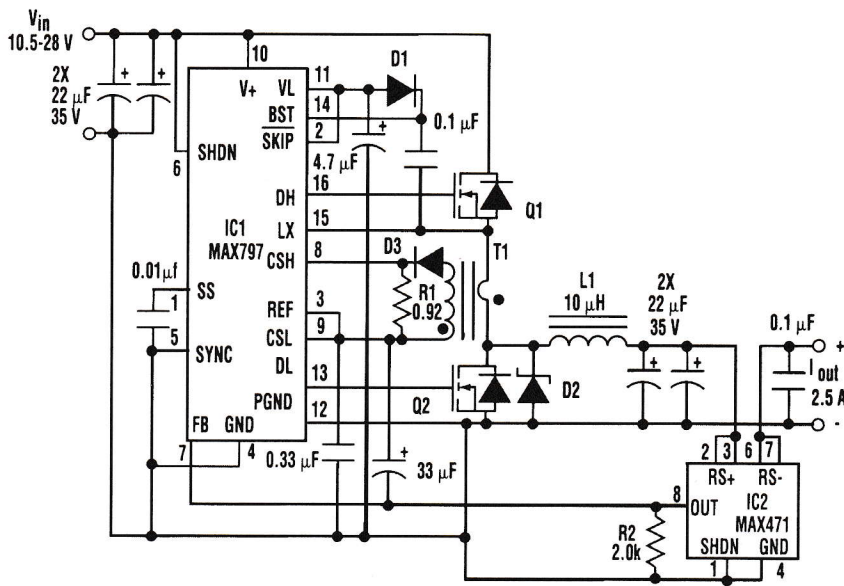 Vin
10.5-28 V
2X
22 μF
35 V
10
V+
6
SHDN
IC1
MAX797
VL
11
BST
14
SKIP
2
DH
16
LX
15
CSH
8
REF
3
CSL
9
DL
13
PGND
12
0.01μf
1
SS
5
SYNC
FB
7
GND
4
D1
0.1 μF
4.7 μF
Q1
D3
T1
R1
0.92
L1
10 μH
2X
22 μF
35 V
0.1 μF
+
Iout
2.5 A
-
Q2
D2
0.33 μF
33 μF
2
3
6
7
RS+
RS-
8
OUT
IC2
MAX471
SHDN
GND
1
4
R2
2.0k